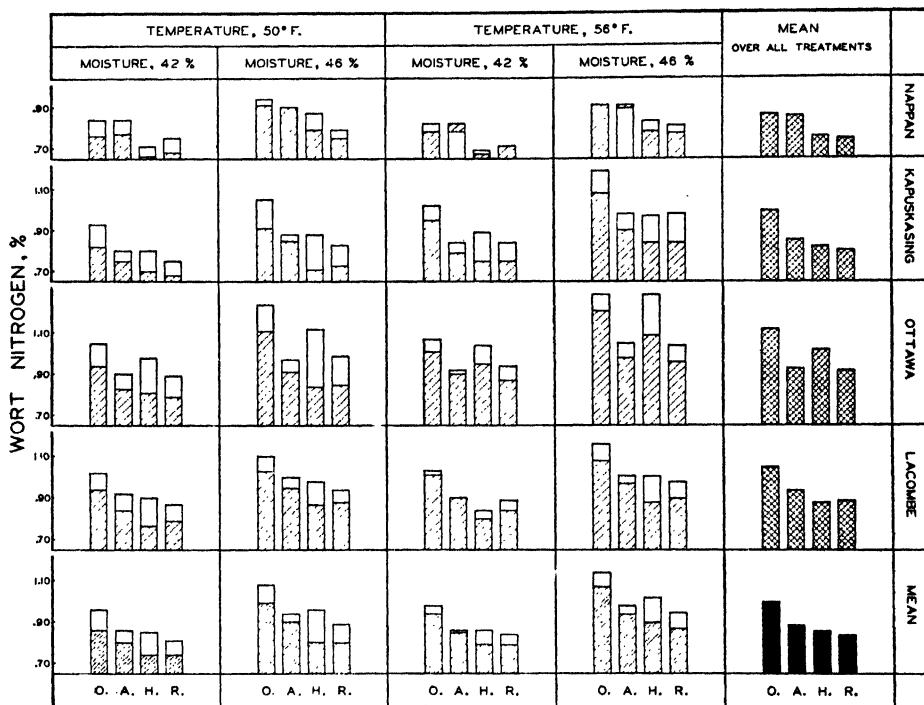 TEMPERATURE, 50° F.
TEMPERATURE, 56° F.
MEAN
OVER ALL TREATMENTS
MOISTURE, 42 %
MOISTURE, 46 %
MOISTURE, 42 %
MOISTURE, 46 %
WORT NITROGEN, %
.90
.70
NAPPAN
1.10
.90
.70
KAPUSKASING
1.10
.90
.70
OTTAWA
1.10
.90
.70
LACOMBE
1.10
.90
.70
MEAN
O. A. H. R.
O. A. H. R.
O. A. H. R.
O. A. H. R.
O. A. H. R.